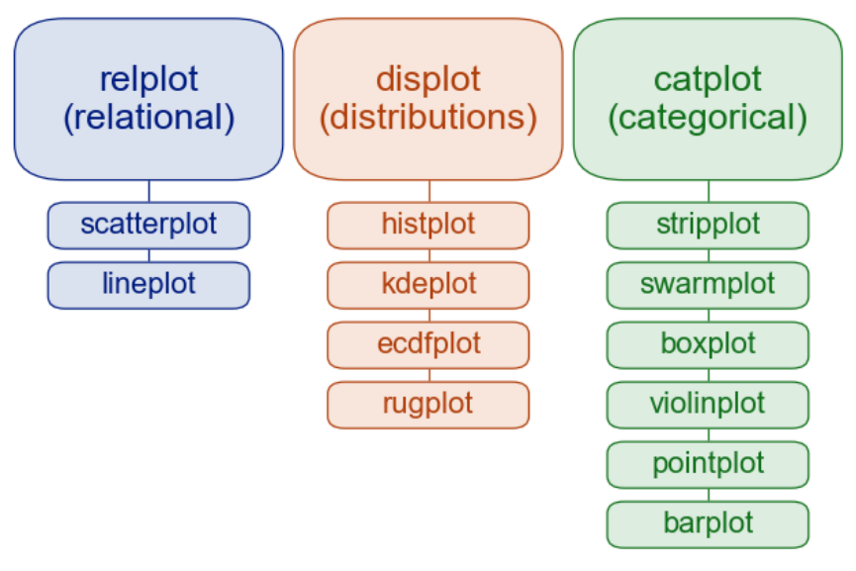 relplot
(relational)
scatterplot
lineplot
displot
(distributions)
histplot
kdeplot
ecdfplot
rugplot
catplot
(categorical)
stripplot
swarmplot
boxplot
violinplot
pointplot
barplot